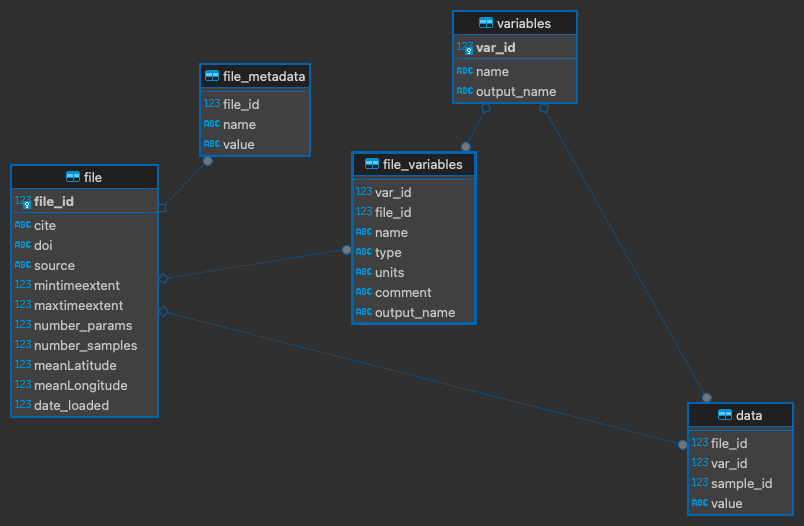 variables
123 var_id
ABC name
ABC output_name
file_metadata
123 file_id
ABC name
ABC value
file_variables
123 var_id
123 file_id
ABC name
ABC type
ABC units
ABC comment
ABC output_name
file
123 file_id
ABC cite
ABC doi
ABC source
123 mintimeextent
123 maxtimeextent
123 number_params
123 number_samples
123 meanLatitude
123 meanLongitude
123 date_loaded
data
123 file_id
123 var_id
123 sample_id
ABC value